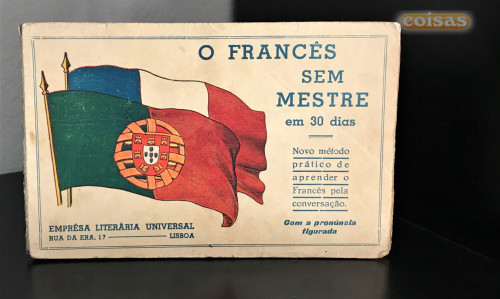 coisas
O FRANCÊS
SEM
MESTRE
em 30 dias
Novo método
prático de
aprender o
Francês pela
conversação.
Com a pronúncia
figurada
EMPRÊSA LITERÁRIA UNIVERSAL
RUA DA ERA, 17 LISBOA